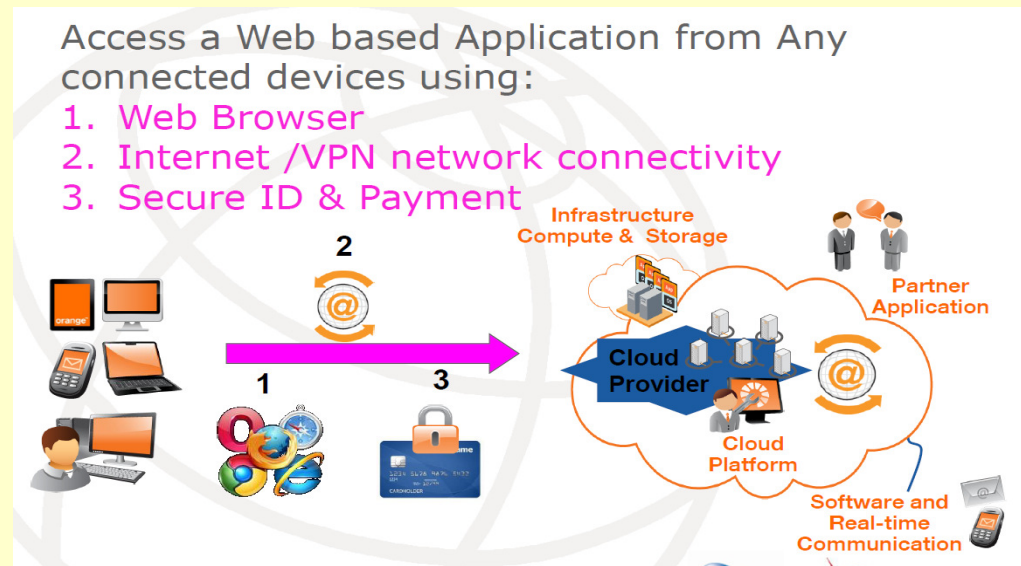 Access a Web based Application from Any
connected devices using:
1. Web Browser
2. Internet /VPN network connectivity
3. Secure ID & Payment
Infrastructure
Compute & Storage
2
Partner
Application
orange
@
1
3
Cloud
Provider
@
Cloud
Platform
CARDHOLDER
Software and
Real-time
Communication